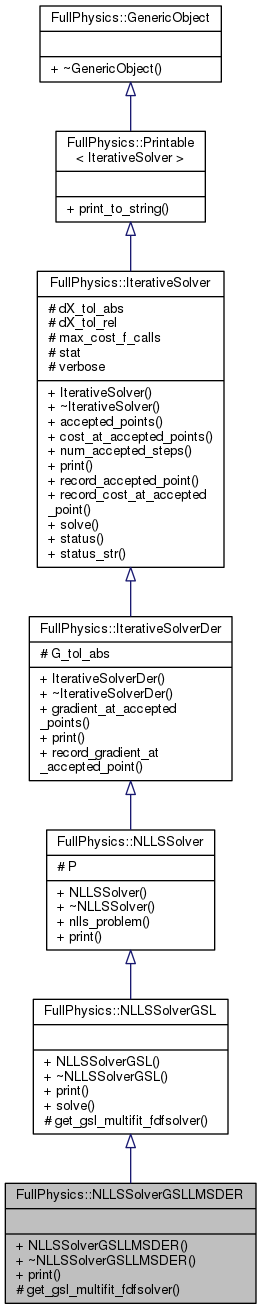 FullPhysics::GenericObject
+ ~GenericObject()
FullPhysics::Printable
< IterativeSolver >
+ print_to_string()
FullPhysics::IterativeSolver
# dX_tol_abs
# dX_tol_rel
# max_cost_f_calls
# stat
# verbose
+ IterativeSolver()
+ ~IterativeSolver()
+ accepted_points()
+ cost_at_accepted_points()
+ num_accepted_steps()
+ print()
+ record_accepted_point()
+ record_cost_at_accepted
_point()
+ solve()
+ status()
+ status_str()
FullPhysics::IterativeSolverDer
# G_tol_abs
+ IterativeSolverDer()
+ ~IterativeSolverDer()
+ gradient_at_accepted
_points()
+ print()
+ record_gradient_at
_accepted_point()
FullPhysics::NLLSSolver
# P
+ NLLSSolver()
+ ~NLLSSolver()
+ nlls_problem()
+ print()
FullPhysics::NLLSSolverGSL
+ NLLSSolverGSL()
+ ~NLLSSolverGSL()
+ print()
+ solve()
# get_gsl_multifit_fdfsolver()
FullPhysics::NLLSSolverGSLLMSDER
+ NLLSSolverGSLLMSDER()
+ ~NLLSSolverGSLLMSDER()
+ print()
# get_gsl_multifit_fdfsolver()